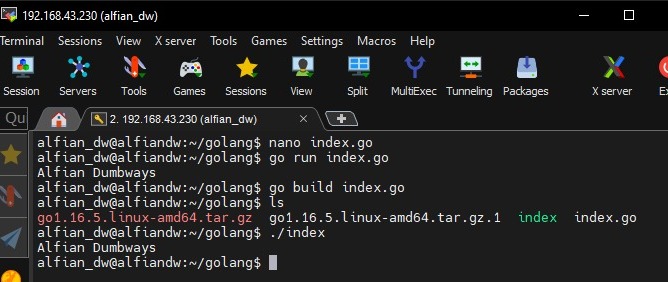 192.168.43.230 (alfian_dw)
Terminal Sessions View X server Tools Games Settings Macros Help
Session Servers Tools Games Sessions View Split MultiExec Tunneling Packages X server
Qu
2. 192.168.43.230 (alfian_dw)
alfian_dw@alfiandw:~/golang$ nano index.go
alfian_dw@alfiandw:~/golang$ go run index.go
Alfian Dumbways
alfian_dw@alfiandw:~/golang$ go build index.go
alfian_dw@alfiandw:~/golang$ ls
go1.16.5.linux-amd64.tar.gz go1.16.5.linux-amd64.tar.gz.1 index index.go
alfian_dw@alfiandw:~/golang$ ./index
Alfian Dumbways
alfian_dw@alfiandw:~/golang$